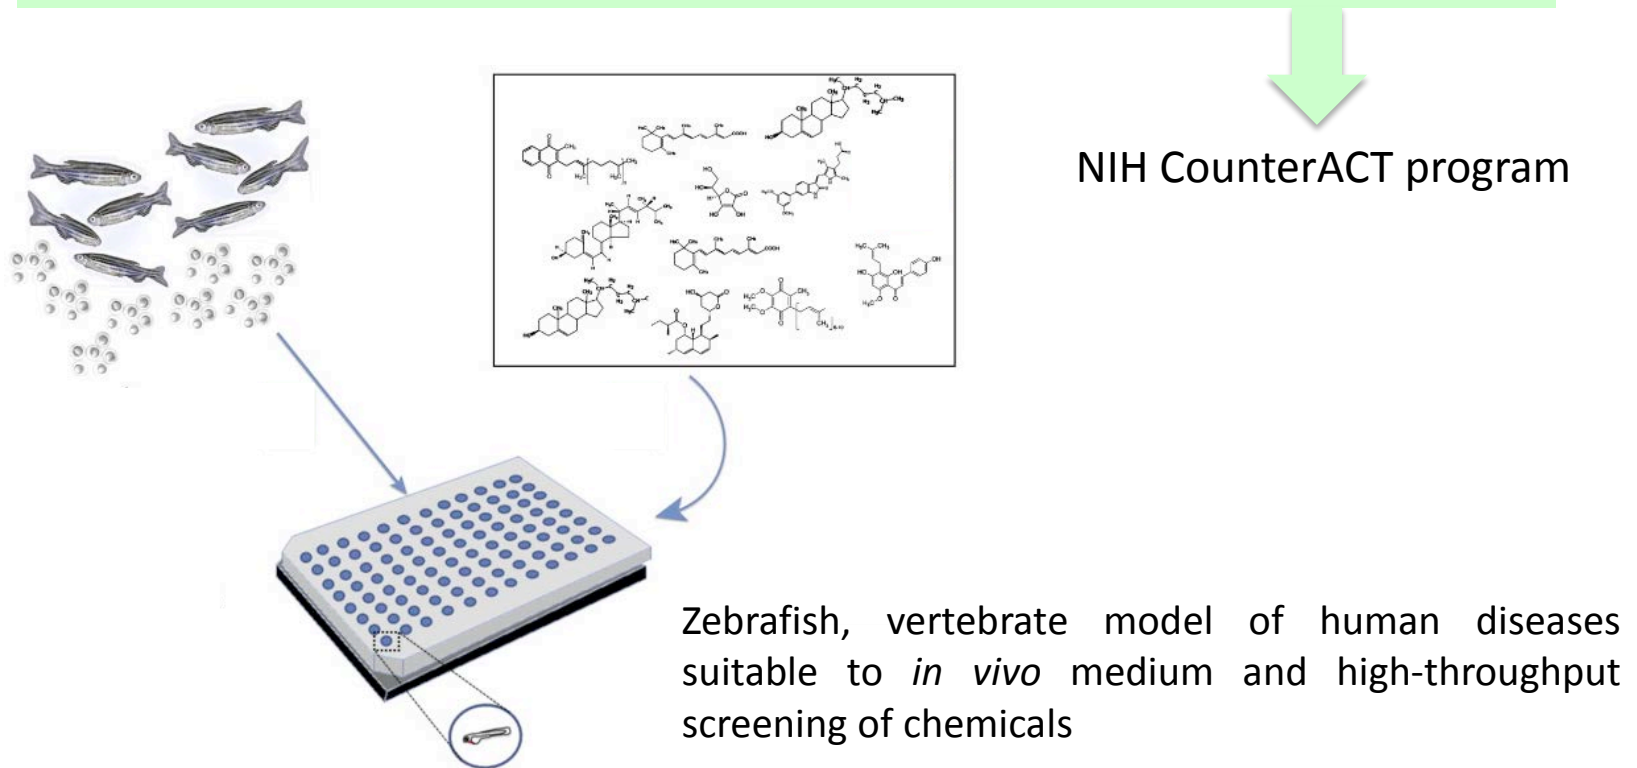 NIH CounterACT program
Zebrafish, vertebrate model of human diseases
suitable to in vivo medium and high-throughput
screening of chemicals